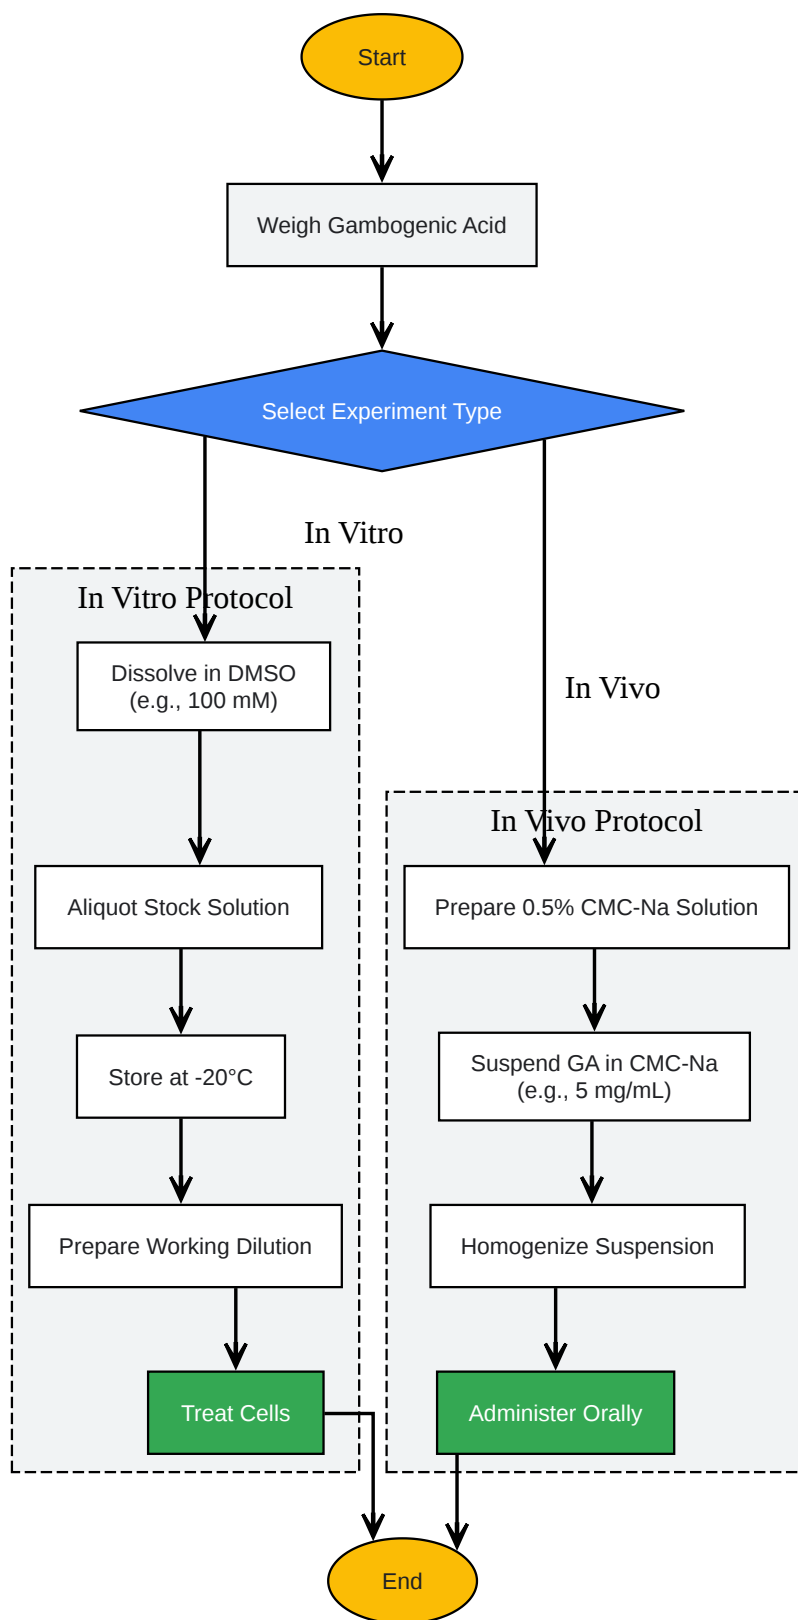 Start
Weigh Gambogenic Acid
Select Experiment Type
In Vitro
In Vitro Protocol
Dissolve in DMSO
(e.g., 100 mM)
Aliquot Stock Solution
Store at -20°C
Prepare Working Dilution
Treat Cells
In Vivo
In Vivo Protocol
Prepare 0.5% CMC-Na Solution
Suspend GA in CMC-Na
(e.g., 5 mg/mL)
Homogenize Suspension
Administer Orally
End